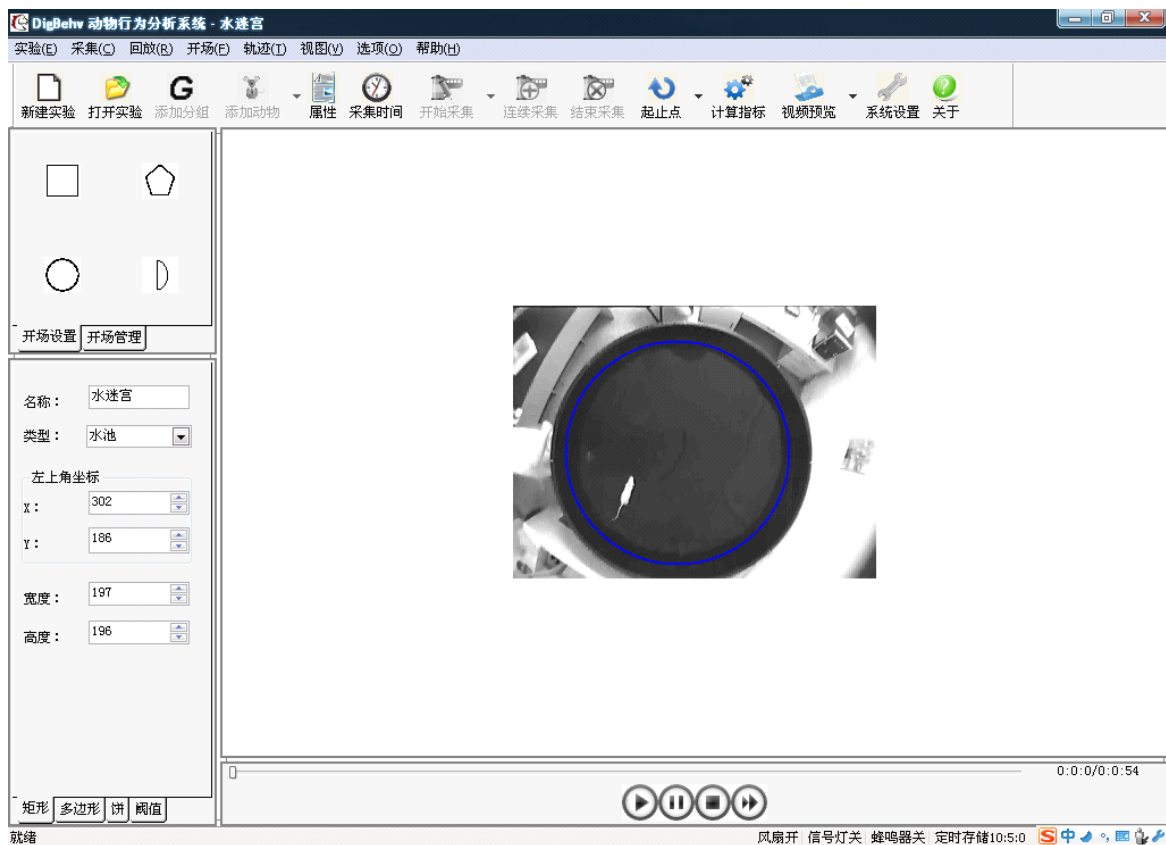 DigBehv 动物行为分析系统 - 水迷宫
实验(E) 采集(C) 回放(R) 开场(F) 轨迹(T) 视图(V) 选项(O) 帮助(H)
G
新建实验 打开实验 添加分组 添加动物 属性 采集时间 开始采集 连续采集 结束采集 起止点 计算指标 视频预览 系统设置 关于
开场设置 开场管理
名称： 水迷宫
类型： 水池
左上角坐标
X： 302
Y： 186
宽度： 197
高度： 196
0:0:0/0:0:54
矩形 多边形 饼 阈值
就绪 风扇开 信号灯关 蜂鸣器关 定时存储10:5:0 S 中